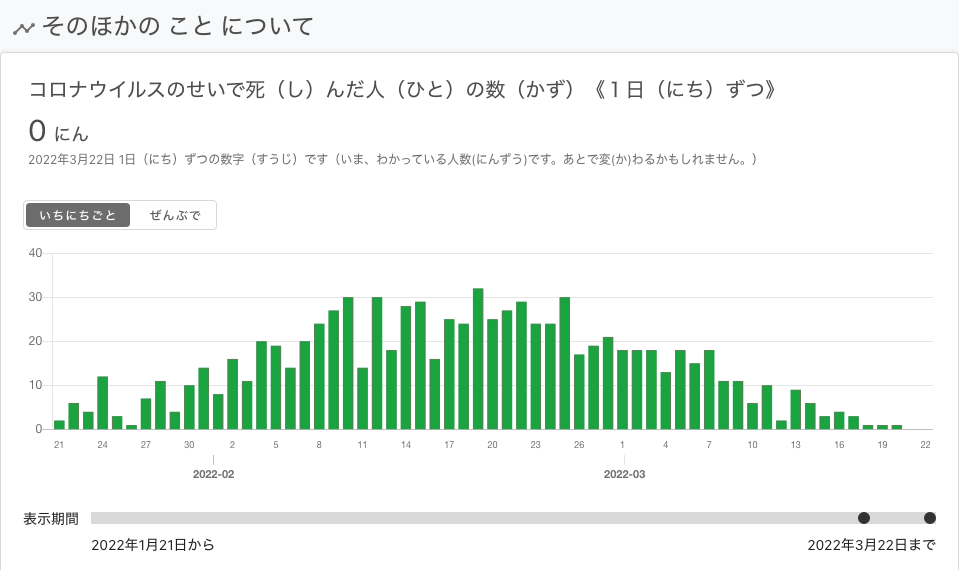 そのほかの こと について
コロナウイルスのせいで死（し）んだ人（ひと）の数（かず）《１日（にち）ずつ》
0 にん
2022年3月22日 1日（にち）ずつの数字（すうじ）です（いま、わかっている人数(にんずう)です。あとで変(か)わるかもしれません。）
いちにちごと ぜんぶで
40
30
20
10
0
21 24 27 30 2 5 8 11 14 17 20 23 26 1 4 7 10 13 16 19 22
2022-02 2022-03
表示期間
2022年1月21日から 2022年3月22日まで